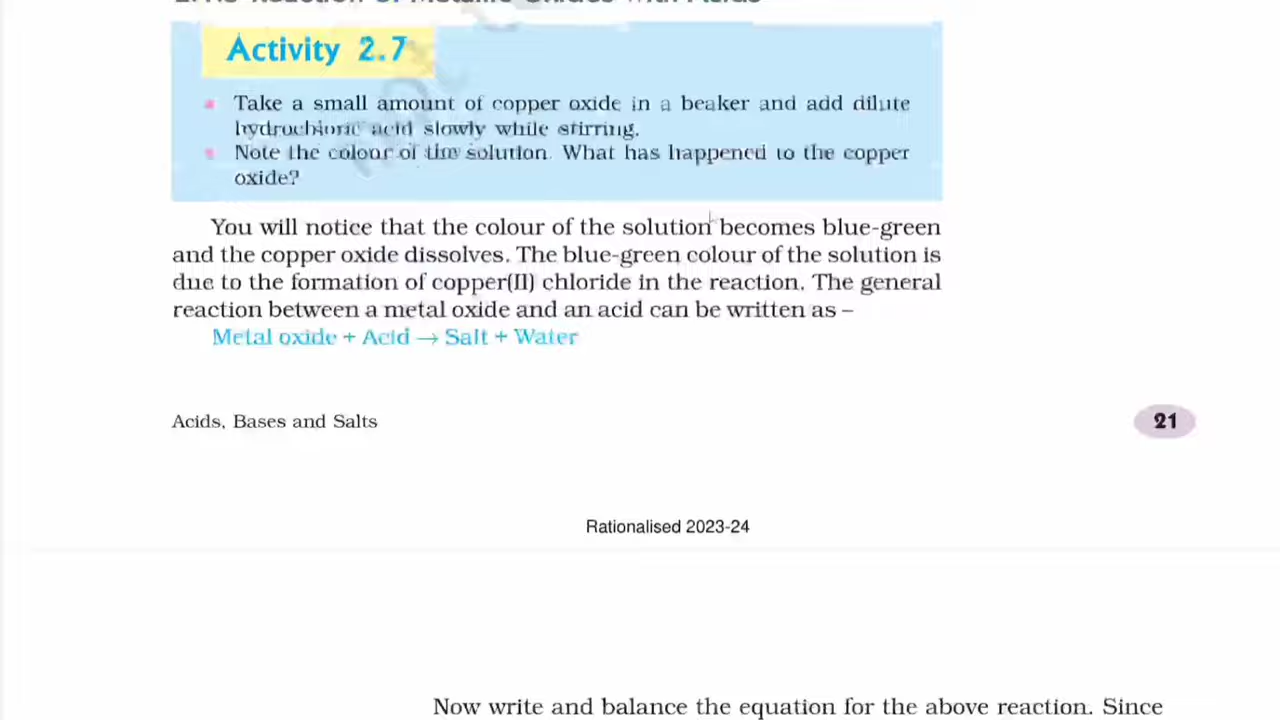 Activity 2.7
Take a small amount of copper oxide in a beaker and add dilute
hydrochloric acid slowly while stirring.
Note the colour of the solution. What has happened to the copper
oxide?
You will notice that the colour of the solution becomes blue-green
and the copper oxide dissolves. The blue-green colour of the solution is
due to the formation of copper(II) chloride in the reaction. The general
reaction between a metal oxide and an acid can be written as –
Metal oxide + Acid → Salt + Water
Acids, Bases and Salts
21
Rationalised 2023-24
Now write and balance the equation for the above reaction. Since